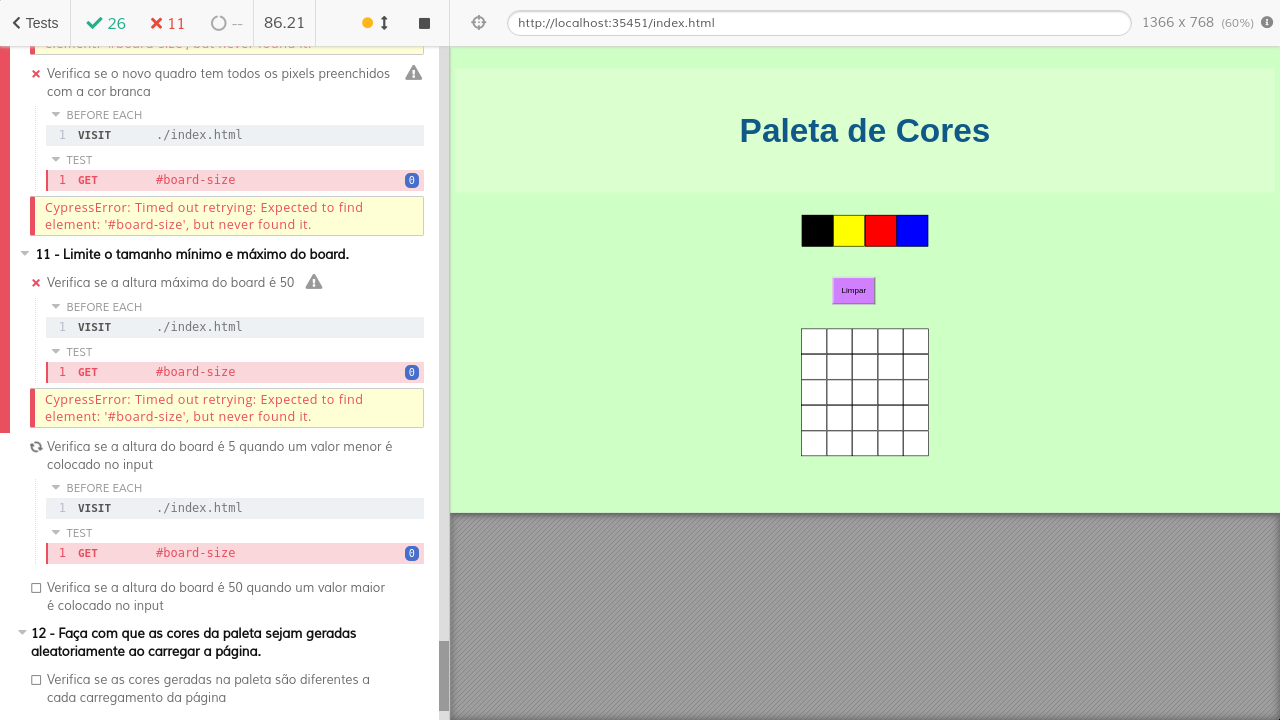 Tests
26
11
--
86.21
http://localhost:35451/index.html
1366 x 768 (60%)
element: '#board-size', but never found it.
Verifica se o novo quadro tem todos os pixels preenchidos
com a cor branca
BEFORE EACH
1 VISIT ./index.html
TEST
1 GET #board-size 0
CypressError: Timed out retrying: Expected to find
element: '#board-size', but never found it.
11 - Limite o tamanho mínimo e máximo do board.
Verifica se a altura máxima do board é 50
BEFORE EACH
1 VISIT ./index.html
TEST
1 GET #board-size 0
CypressError: Timed out retrying: Expected to find
element: '#board-size', but never found it.
Verifica se a altura do board é 5 quando um valor menor é
colocado no input
BEFORE EACH
1 VISIT ./index.html
TEST
1 GET #board-size 0
Verifica se a altura do board é 50 quando um valor maior
é colocado no input
12 - Faça com que as cores da paleta sejam geradas
aleatoriamente ao carregar a página.
Verifica se as cores geradas na paleta são diferentes a
cada carregamento da página
Paleta de Cores
Limpar